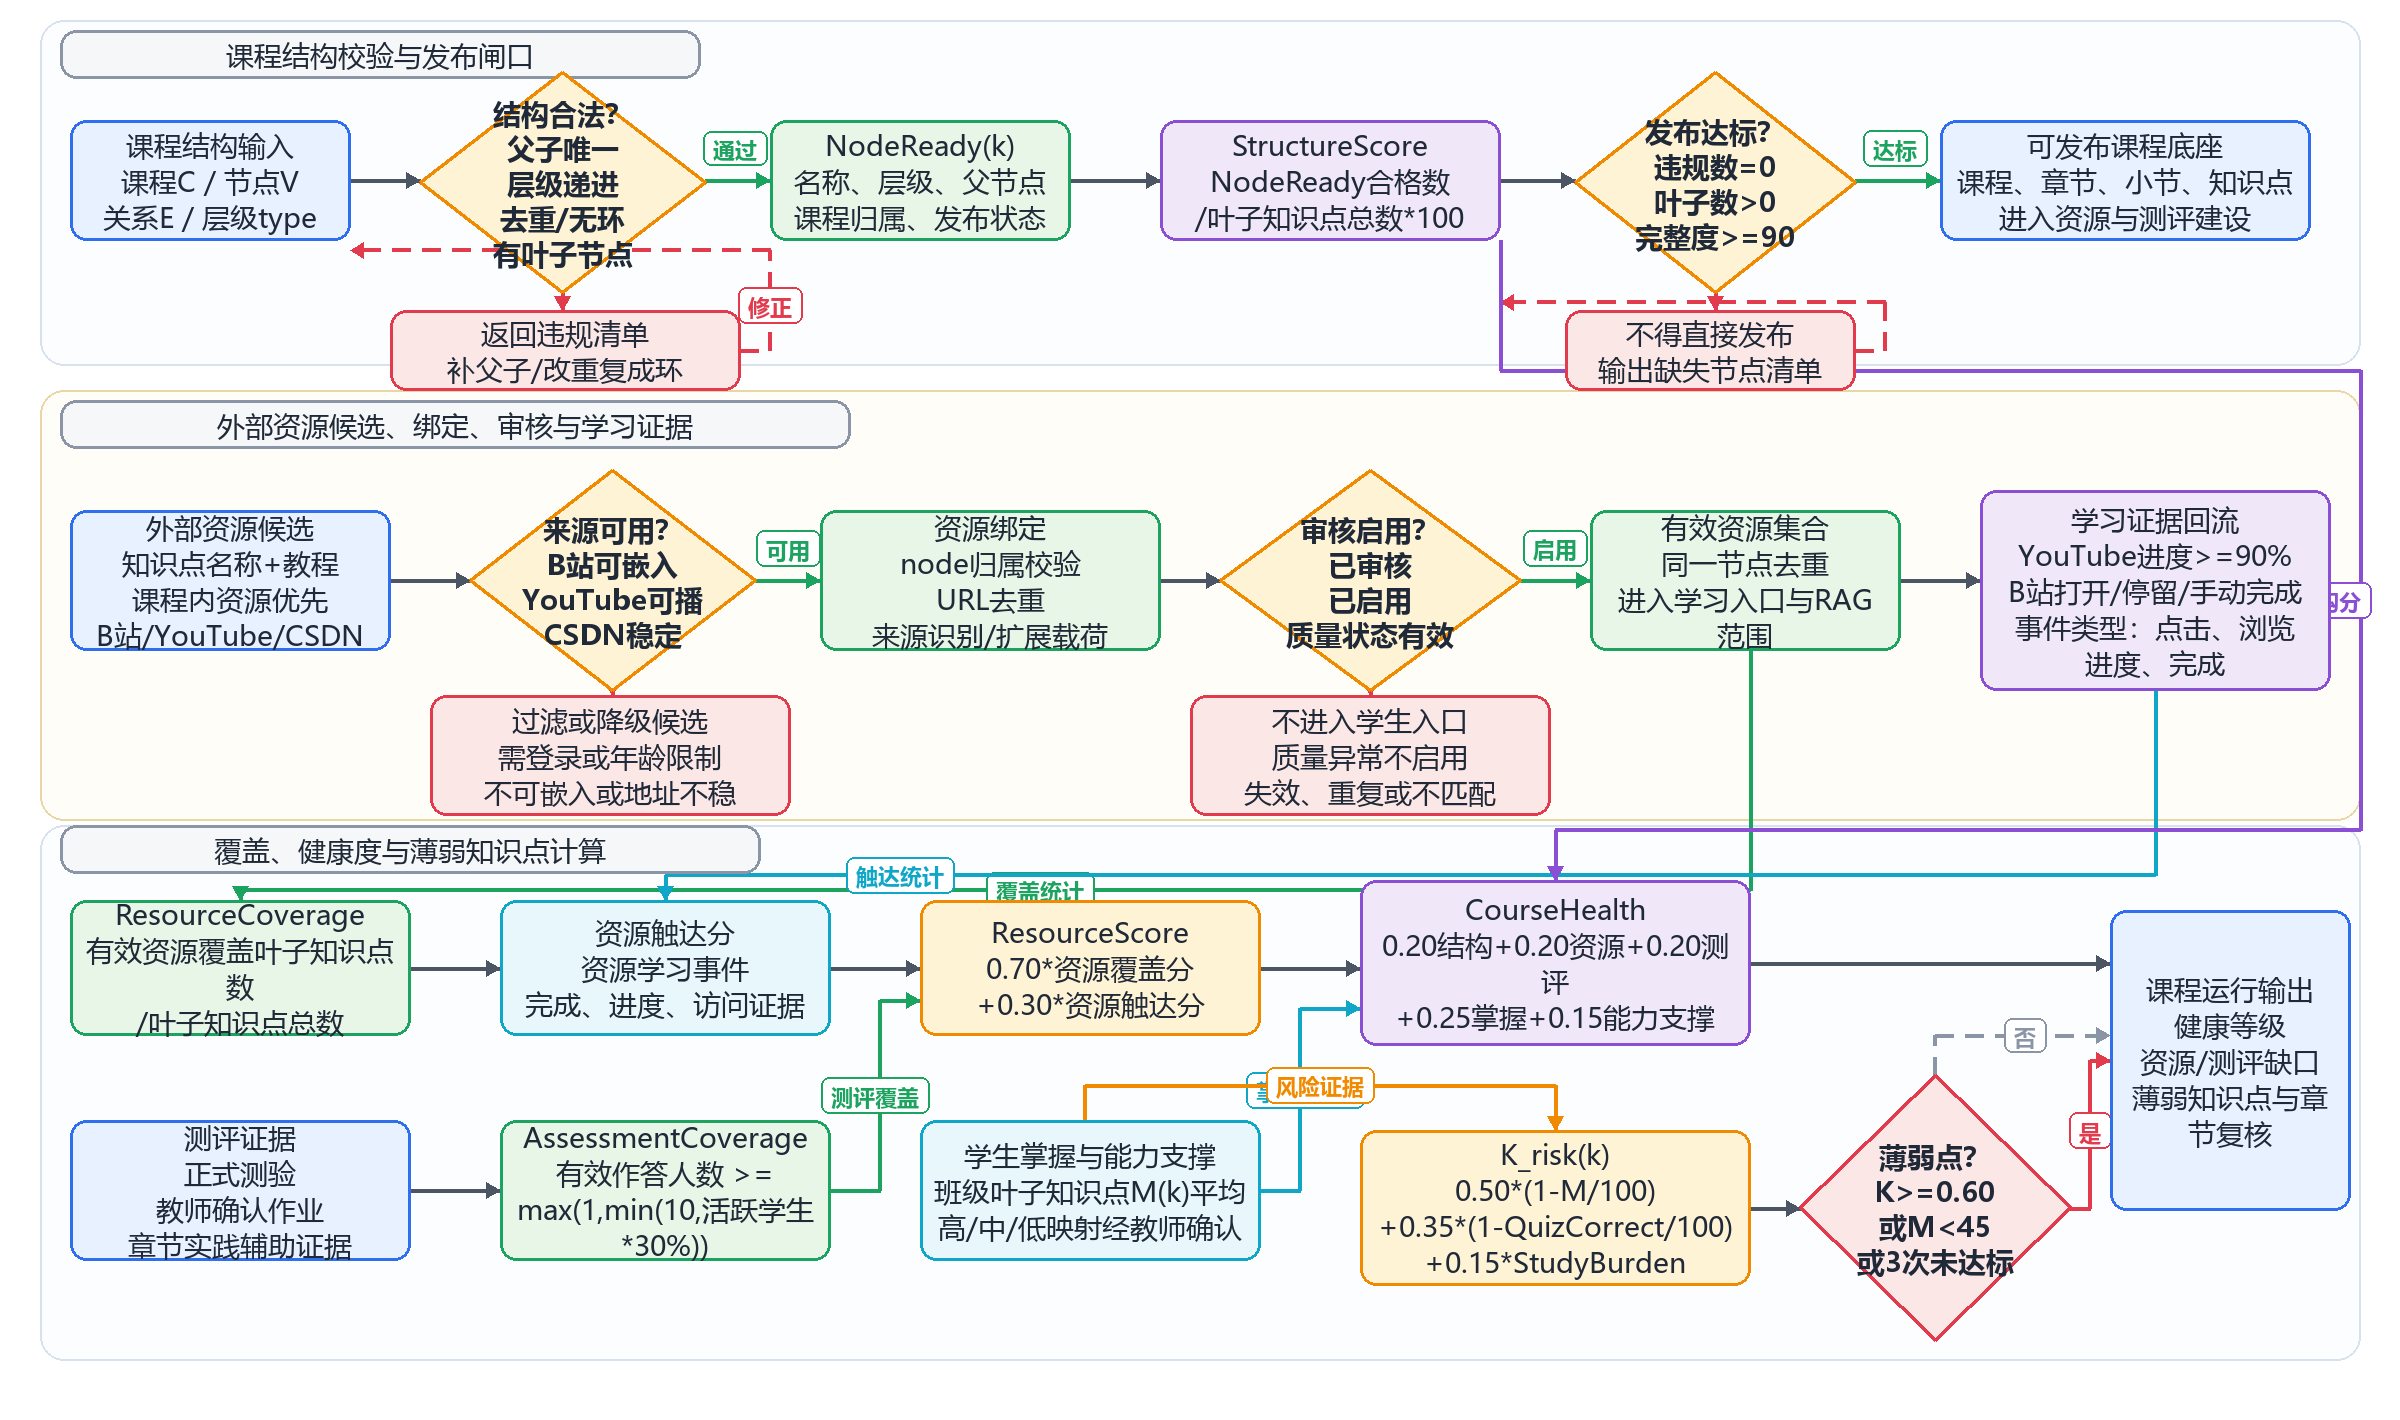 课程结构校验与发布闸口
课程结构输入
课程C / 节点V
关系E / 层级type
结构合法?
父子唯一
层级递进
去重/无环
有叶子节点
通过
NodeReady(k)
名称、层级、父节点
课程归属、发布状态
StructureScore
NodeReady合格数
/叶子知识点总数*100
发布达标?
违规数=0
叶子数>0
完整度>=90
达标
可发布课程底座
课程、章节、小节、知识点
进入资源与测评建设
返回违规清单
补父子/改重复成环
修正
不得直接发布
输出缺失节点清单
外部资源候选、绑定、审核与学习证据
外部资源候选
知识点名称+教程
课程内资源优先
B站/YouTube/CSDN
来源可用?
B站可嵌入
YouTube可播
CSDN稳定
可用
资源绑定
node归属校验
URL去重
来源识别/扩展载荷
审核启用?
已审核
已启用
质量状态有效
启用
有效资源集合
同一节点去重
进入学习入口与RAG
范围
学习证据回流
YouTube进度>=90%
B站打开/停留/手动完成
事件类型：点击、浏览
进度、完成
过滤或降级候选
需登录或年龄限制
不可嵌入或地址不稳
不进入学生入口
质量异常不启用
失效、重复或不匹配
覆盖、健康度与薄弱知识点计算
触达统计
覆盖统计
ResourceCoverage
有效资源覆盖叶子知识点
数
/叶子知识点总数
资源触达分
资源学习事件
完成、进度、访问证据
ResourceScore
0.70*资源覆盖分
+0.30*资源触达分
CourseHealth
0.20结构+0.20资源+0.20测
评
+0.25掌握+0.15能力支撑
课程运行输出
健康等级
资源/测评缺口
薄弱知识点与章
节复核
否
是
测评覆盖
风险证据
测评证据
正式测验
教师确认作业
章节实践辅助证据
AssessmentCoverage
有效作答人数 >=
max(1,min(10,活跃学生
*30%))
学生掌握与能力支撑
班级叶子知识点M(k)平均
高/中/低映射经教师确认
K_risk(k)
0.50*(1-M/100)
+0.35*(1-QuizCorrect/100)
+0.15*StudyBurden
薄弱点?
K>=0.60
或M<45
或3次未达标